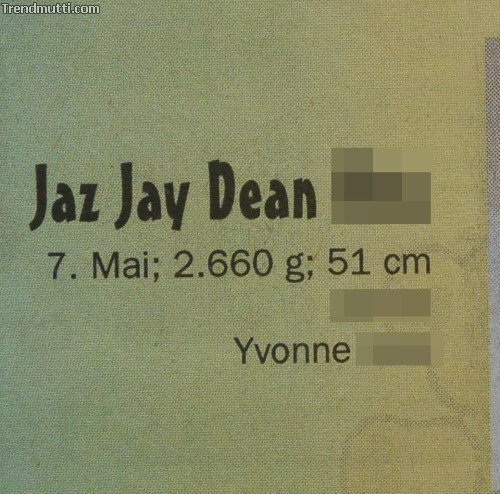 Trendmutti.com
Jaz Jay Dean
7. Mai; 2.660 g; 51 cm
Yvonne